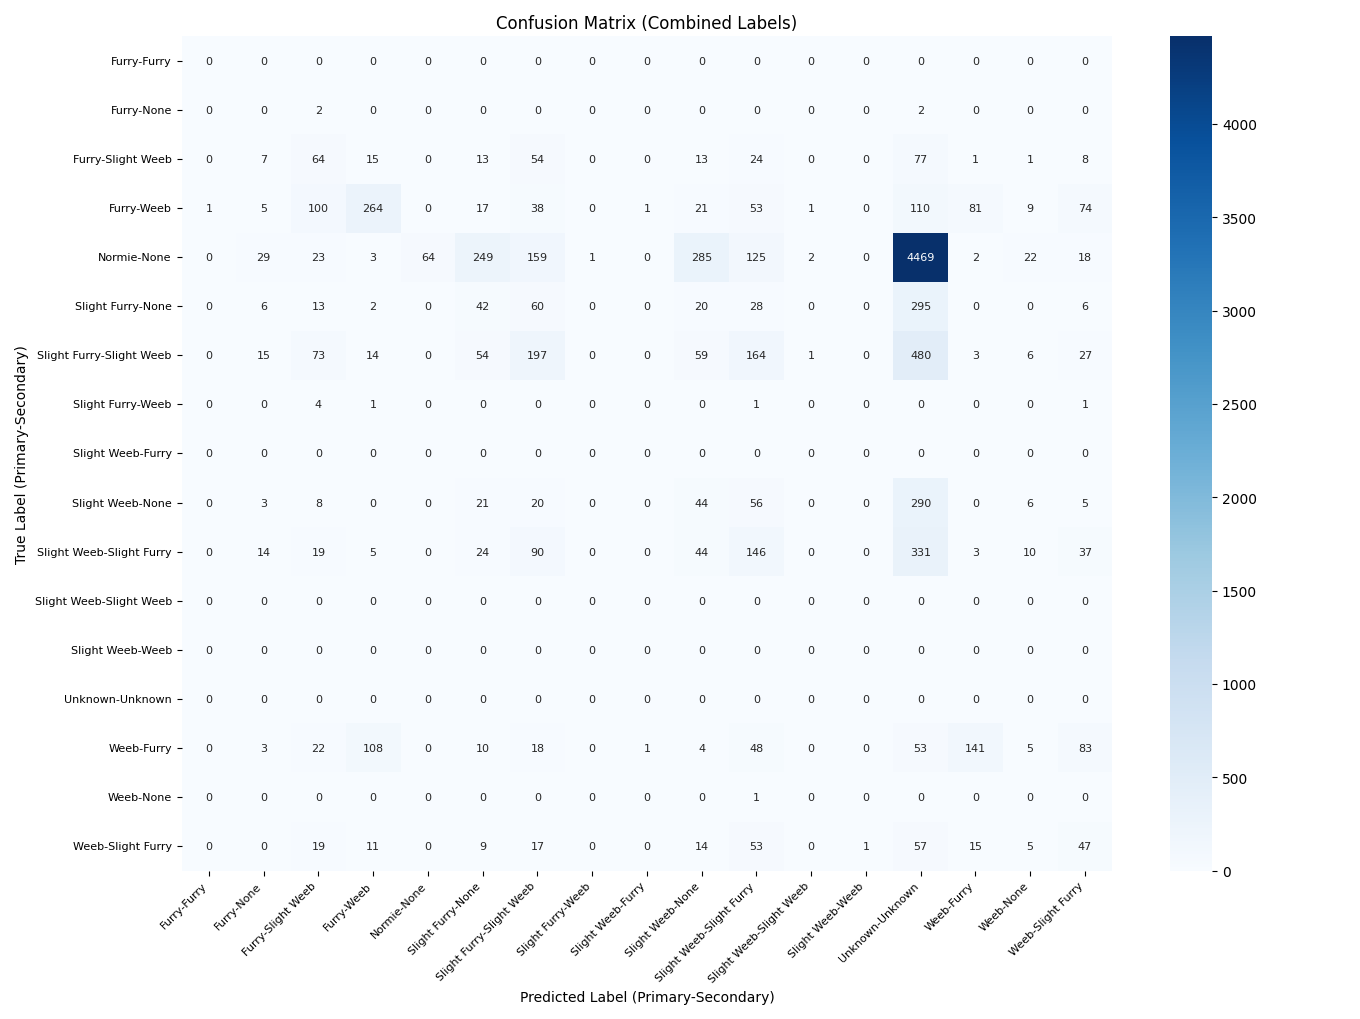 Confusion Matrix (Combined Labels)
Furry-Furry 0 0 0 0 0 0 0 0 0 0 0 0 0 0 0 0 0
Furry-None 0 0 2 0 0 0 0 0 0 0 0 0 0 2 0 0 0
Furry-Slight Weeb 0 7 64 15 0 13 54 0 0 13 24 0 0 77 1 1 8
Furry-Weeb 1 5 100 264 0 17 38 0 1 21 53 1 0 110 81 9 74
Normie-None 0 29 23 3 64 249 159 1 0 285 125 2 0 4469 2 22 18
Slight Furry-None 0 6 13 2 0 42 60 0 0 20 28 0 0 295 0 0 6
Slight Furry-Slight Weeb 0 15 73 14 0 54 197 0 0 59 164 1 0 480 3 6 27
Slight Furry-Weeb 0 0 4 1 0 0 0 0 0 0 1 0 0 0 0 0 1
Slight Weeb-Furry 0 0 0 0 0 0 0 0 0 0 0 0 0 0 0 0 0
Slight Weeb-None 0 3 8 0 0 21 20 0 0 44 56 0 0 290 0 6 5
Slight Weeb-Slight Furry 0 14 19 5 0 24 90 0 0 44 146 0 0 331 3 10 37
Slight Weeb-Slight Weeb 0 0 0 0 0 0 0 0 0 0 0 0 0 0 0 0 0
Slight Weeb-Weeb 0 0 0 0 0 0 0 0 0 0 0 0 0 0 0 0 0
Unknown-Unknown 0 0 0 0 0 0 0 0 0 0 0 0 0 0 0 0 0
Weeb-Furry 0 3 22 108 0 10 18 0 1 4 48 0 0 53 141 5 83
Weeb-None 0 0 0 0 0 0 0 0 0 0 1 0 0 0 0 0 0
Weeb-Slight Furry 0 0 19 11 0 9 17 0 0 14 53 0 1 57 15 5 47
True Label (Primary-Secondary)
Furry-Furry
Furry-None
Furry-Slight Weeb
Furry-Weeb
Normie-None
Slight Furry-None
Slight Furry-Slight Weeb
Slight Furry-Weeb
Slight Weeb-Furry
Slight Weeb-None
Slight Weeb-Slight Furry
Slight Weeb-Slight Weeb
Slight Weeb-Weeb
Unknown-Unknown
Weeb-Furry
Weeb-None
Weeb-Slight Furry
Predicted Label (Primary-Secondary)
4000
3500
3000
2500
2000
1500
1000
500
0